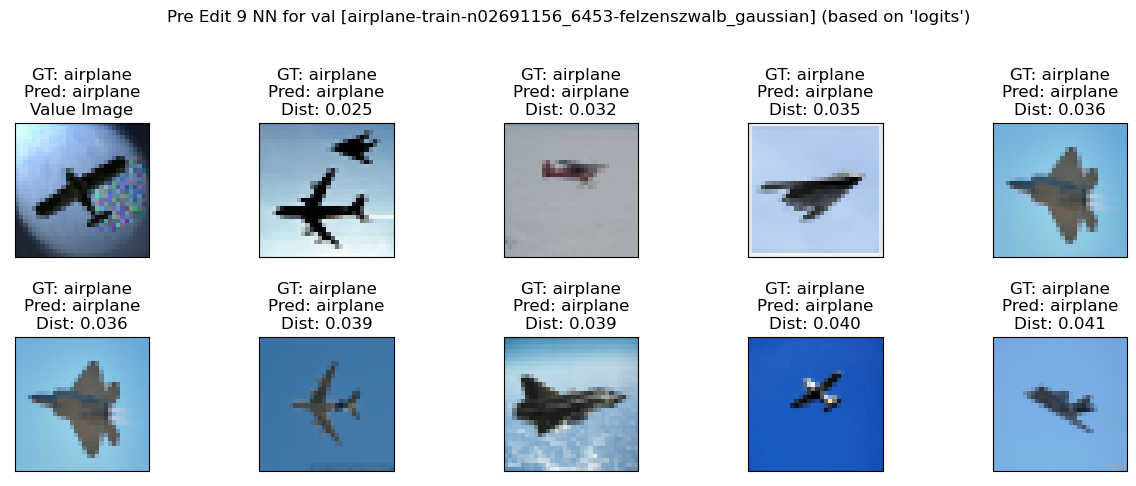 Pre Edit 9 NN for val [airplane-train-n02691156_6453-felzenszwalb_gaussian] (based on 'logits')
GT: airplane
Pred: airplane
Value Image
GT: airplane
Pred: airplane
Dist: 0.025
GT: airplane
Pred: airplane
Dist: 0.032
GT: airplane
Pred: airplane
Dist: 0.035
GT: airplane
Pred: airplane
Dist: 0.036
GT: airplane
Pred: airplane
Dist: 0.036
GT: airplane
Pred: airplane
Dist: 0.039
GT: airplane
Pred: airplane
Dist: 0.039
GT: airplane
Pred: airplane
Dist: 0.040
GT: airplane
Pred: airplane
Dist: 0.041